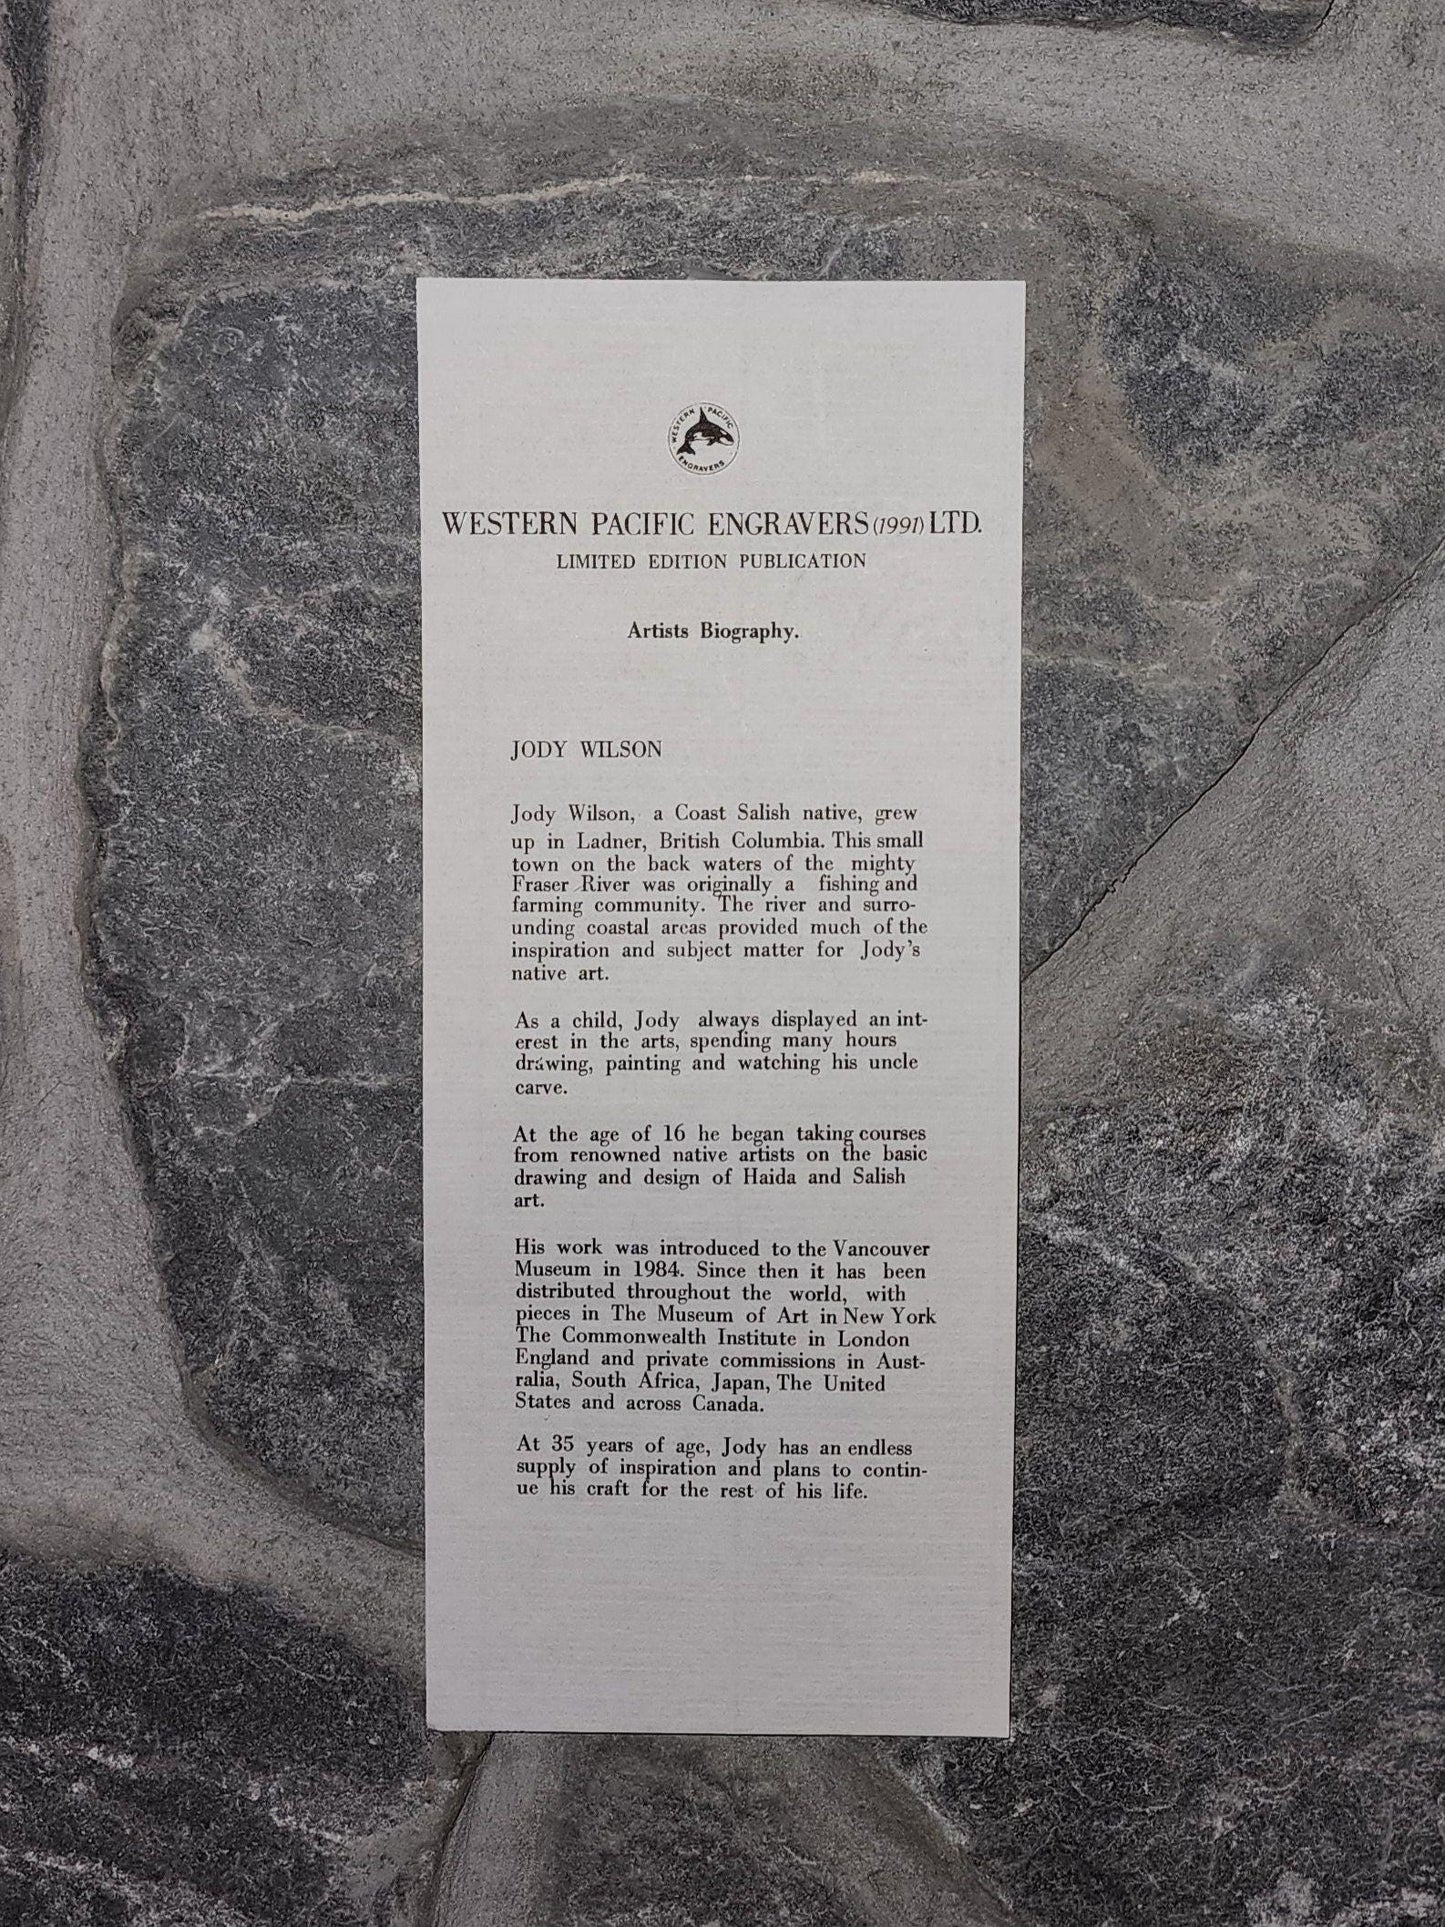 WESTERN PACIFIC
ENGRAVERS
WESTERN PACIFIC ENGRAVERS (1991) LTD.
LIMITED EDITION PUBLICATION
Artists Biography.
JODY WILSON
Jody Wilson, a Coast Salish native, grew
up in Ladner, British Columbia. This small
town on the back waters of the mighty
Fraser River was originally a fishing and
farming community. The river and surro-
unding coastal areas provided much of the
inspiration and subject matter for Jody's
native art.
As a child, Jody always displayed an int-
erest in the arts, spending many hours
drawing, painting and watching his uncle
carve.
At the age of 16 he began taking courses
from renowned native artists on the basic
drawing and design of Haida and Salish
art.
His work was introduced to the Vancouver
Museum in 1984. Since then it has been
distributed throughout the world, with
pieces in The Museum of Art in New York
The Commonwealth Institute in London
England and private commissions in Aust-
ralia, South Africa, Japan, The United
States and across Canada.
At 35 years of age, Jody has an endless
supply of inspiration and plans to contin-
ue his craft for the rest of his life.